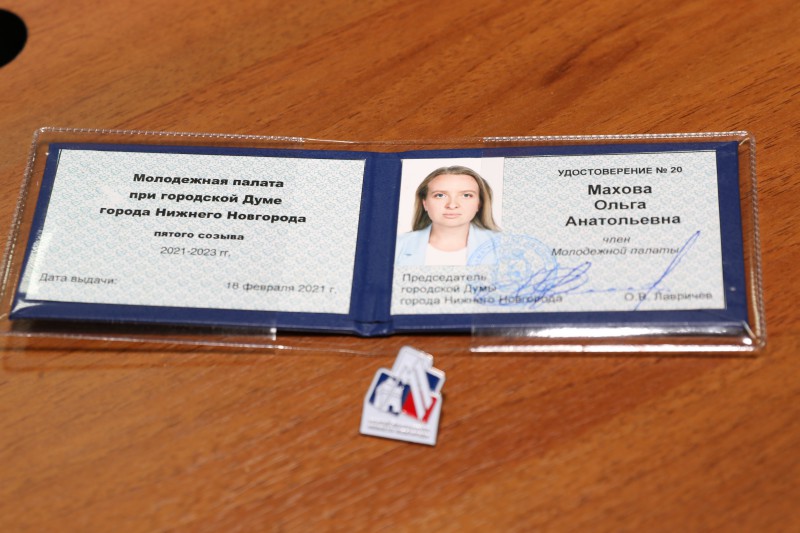 Молодежная палата
при городской Думе
города Нижнего Новгорода
пятого созыва
2021-2023 гг.
Дата выдачи:
18 февраля 2021 г.
УДОСТОВЕРЕНИЕ № 20
Махова
Ольга
Анатольевна
член
Молодежной палаты
Председатель
городской Думы
города Нижнего Новгорода
О.В. Лавричев